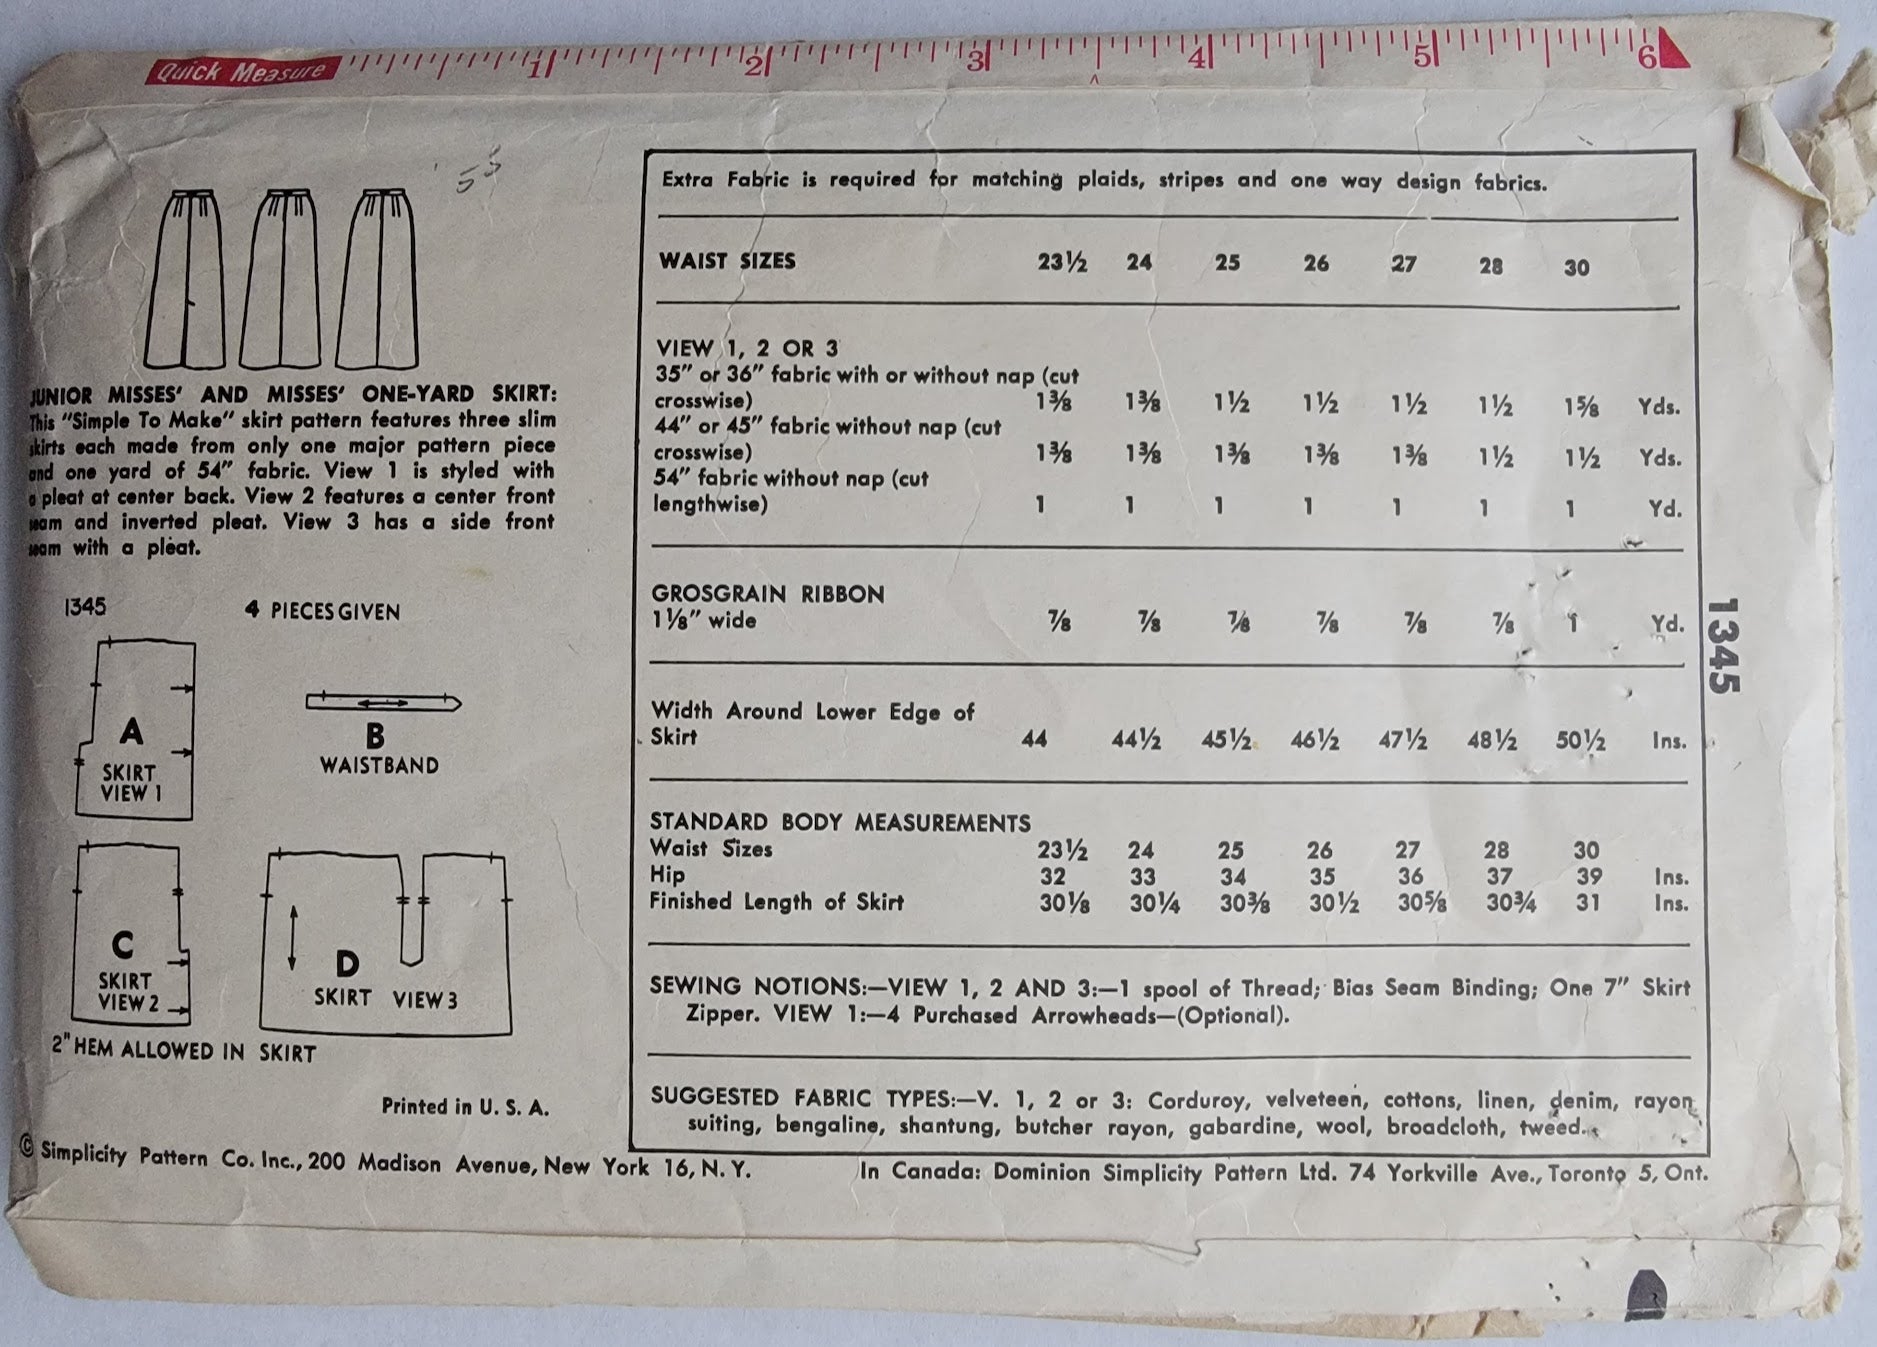 Quick Measure 1 2 3 4 5 6
'53
JUNIOR MISSES' AND MISSES' ONE-YARD SKIRT:
This "Simple To Make" skirt pattern features three slim
skirts each made from only one major pattern piece
and one yard of 54" fabric. View 1 is styled with
a pleat at center back. View 2 features a center front
seam and inverted pleat. View 3 has a side front
seam with a pleat.
1345 4 PIECES GIVEN
A
SKIRT
VIEW 1
B
WAISTBAND
C
SKIRT
VIEW 2
D
SKIRT VIEW 3
2" HEM ALLOWED IN SKIRT
Printed in U. S. A.
Extra Fabric is required for matching plaids, stripes and one way design fabrics.
WAIST SIZES 23½ 24 25 26 27 28 30
VIEW 1, 2 OR 3
35" or 36" fabric with or without nap (cut
crosswise) 1⅜ 1⅜ 1½ 1½ 1½ 1½ 1⅝ Yds.
44" or 45" fabric without nap (cut
crosswise) 1⅜ 1⅜ 1⅜ 1⅜ 1⅜ 1½ 1½ Yds.
54" fabric without nap (cut
lengthwise) 1 1 1 1 1 1 1 Yd.
GROSGRAIN RIBBON
1⅛" wide ⅞ ⅞ ⅞ ⅞ ⅞ ⅞ 1 Yd.
Width Around Lower Edge of
Skirt 44 44½ 45½ 46½ 47½ 48½ 50½ Ins.
STANDARD BODY MEASUREMENTS
Waist Sizes 23½ 24 25 26 27 28 30
Hip 32 33 34 35 36 37 39 Ins.
Finished Length of Skirt 30⅛ 30¼ 30⅜ 30½ 30⅝ 30¾ 31 Ins.
SEWING NOTIONS:—VIEW 1, 2 AND 3:—1 spool of Thread; Bias Seam Binding; One 7" Skirt
Zipper. VIEW 1:—4 Purchased Arrowheads—(Optional).
SUGGESTED FABRIC TYPES:—V. 1, 2 or 3: Corduroy, velveteen, cottons, linen, denim, rayon
suiting, bengaline, shantung, butcher rayon, gabardine, wool, broadcloth, tweed.
1345
© Simplicity Pattern Co. Inc., 200 Madison Avenue, New York 16, N. Y. In Canada: Dominion Simplicity Pattern Ltd. 74 Yorkville Ave., Toronto 5, Ont.